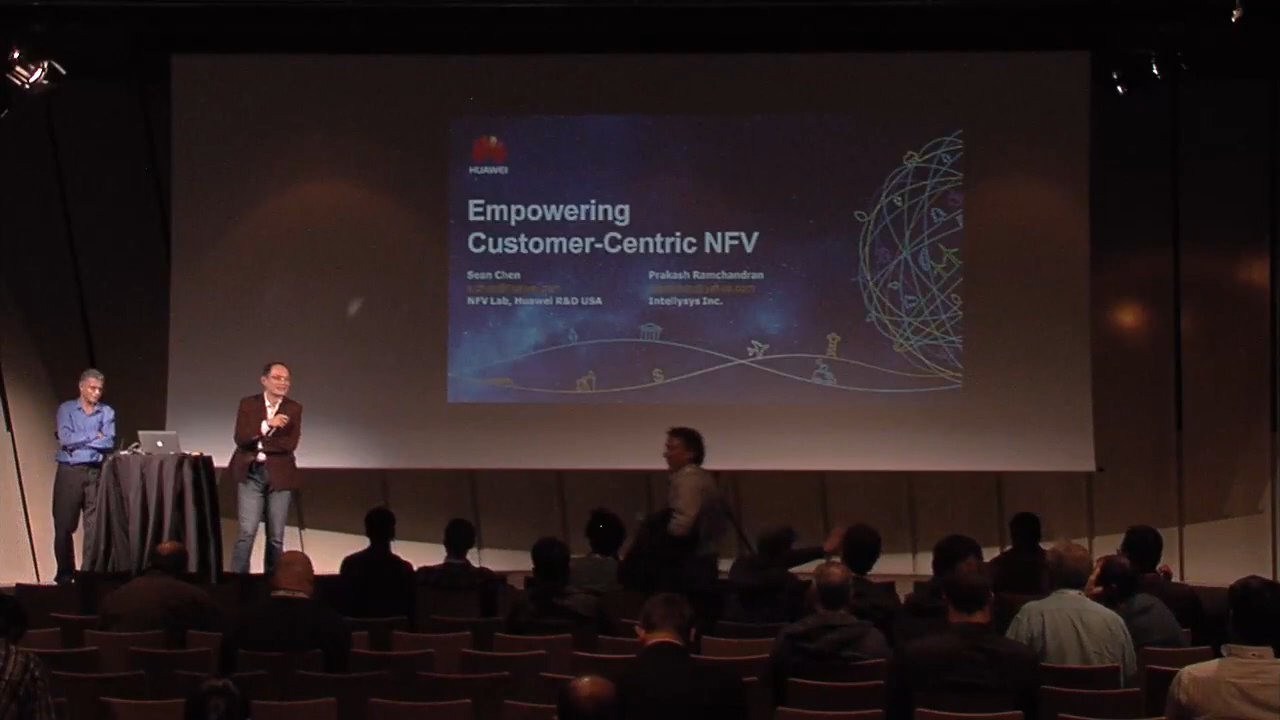 HUAWEI
Empowering
Customer-Centric NFV
Sean Chen
NFV Lab, Huawei R&D USA
Prakash Ramchandran
Intellysys Inc.